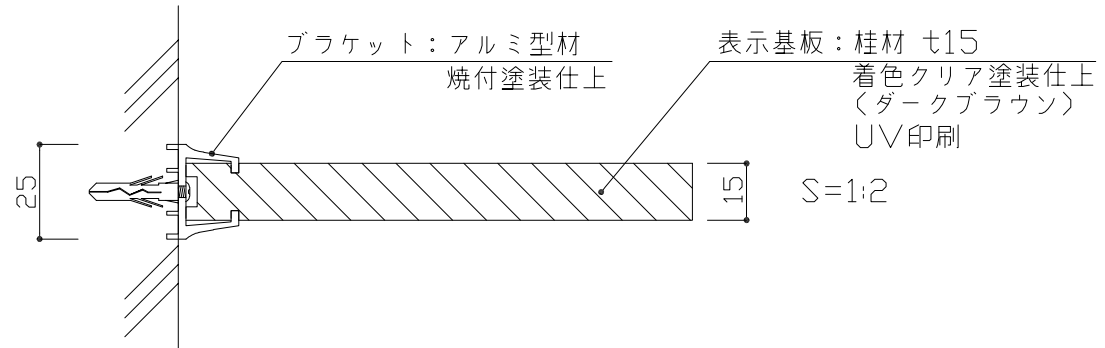 ブラケット：アルミ型材
焼付塗装仕上
表示基板：桂材 t15
着色クリア塗装仕上
（ダークブラウン）
UV印刷
25
15
S=1:2